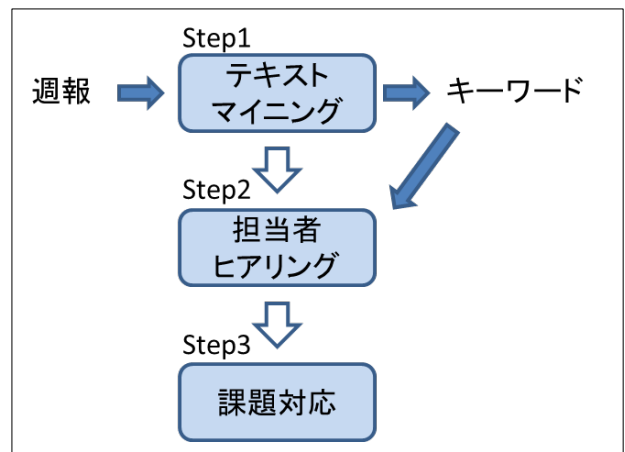 Step1
週報
テキスト
マイニング
キーワード
Step2
担当者
ヒアリング
Step3
課題対応